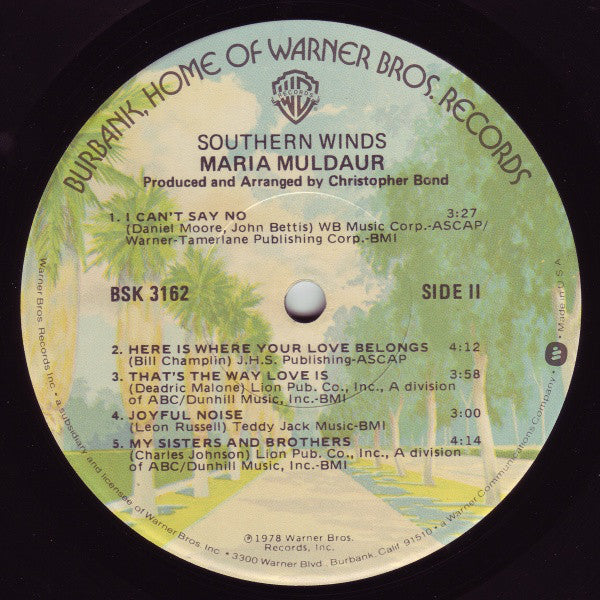 BURBANK, HOME OF WARNER BROS. RECORDS
RECORDS
SOUTHERN WINDS
MARIA MULDAUR
Produced and Arranged by Christopher Bond
1. I CAN'T SAY NO 3:27
(Daniel Moore, John Bettis) WB Music Corp.-ASCAP/
Warner-Tamerlane Publishing Corp.-BMI
BSK 3162 SIDE II
2. HERE IS WHERE YOUR LOVE BELONGS 4:12
(Bill Champlin) J.H.S. Publishing-ASCAP
3. THAT'S THE WAY LOVE IS 3:58
(Deadric Malone) Lion Pub. Co., Inc., A division
of ABC/Dunhill Music, Inc.-BMI
4. JOYFUL NOISE 3:00
(Leon Russell) Teddy Jack Music-BMI
5. MY SISTERS AND BROTHERS 4:14
(Charles Johnson) Lion Pub. Co., Inc., A division
of ABC/Dunhill Music, Inc.-BMI
℗1978 Warner Bros.
Records, Inc.
Warner Bros. Records Inc. • a subsidiary and licensee of Warner Bros. Inc. • 3300 Warner Blvd., Burbank, Calif. 91510 • a Warner Communications Company. • Made in U.S.A.